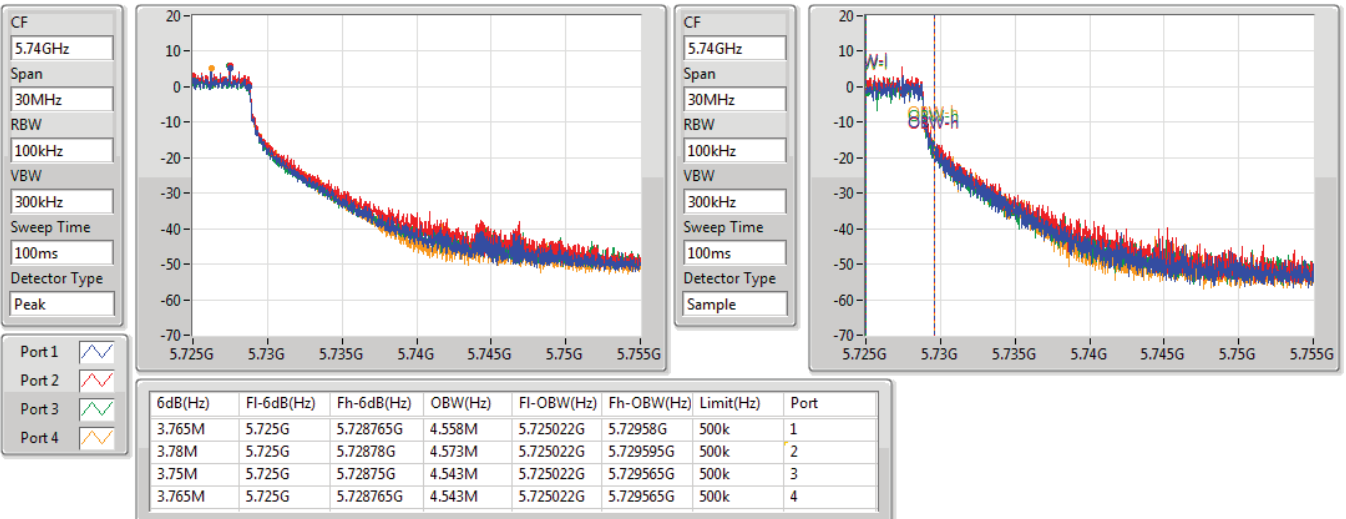 CF
5.74GHz
Span
30MHz
RBW
100kHz
VBW
300kHz
Sweep Time
100ms
Detector Type
Peak
20
10
0
-10
-20
-30
-40
-50
-60
-70
5.725G 5.73G 5.735G 5.74G 5.745G 5.75G 5.755G
CF
5.74GHz
Span
30MHz
RBW
100kHz
VBW
300kHz
Sweep Time
100ms
Detector Type
Sample
20
10
0
-10
-20
-30
-40
-50
-60
-70
W-l
OBW-h
OBW-h
5.725G 5.73G 5.735G 5.74G 5.745G 5.75G 5.755G
Port 1
Port 2
Port 3
Port 4
6dB(Hz) Fl-6dB(Hz) Fh-6dB(Hz) OBW(Hz) Fl-OBW(Hz) Fh-OBW(Hz) Limit(Hz) Port
3.765M 5.725G 5.728765G 4.558M 5.725022G 5.72958G 500k 1
3.78M 5.725G 5.72878G 4.573M 5.725022G 5.729595G 500k 2
3.75M 5.725G 5.72875G 4.543M 5.725022G 5.729565G 500k 3
3.765M 5.725G 5.728765G 4.543M 5.725022G 5.729565G 500k 4